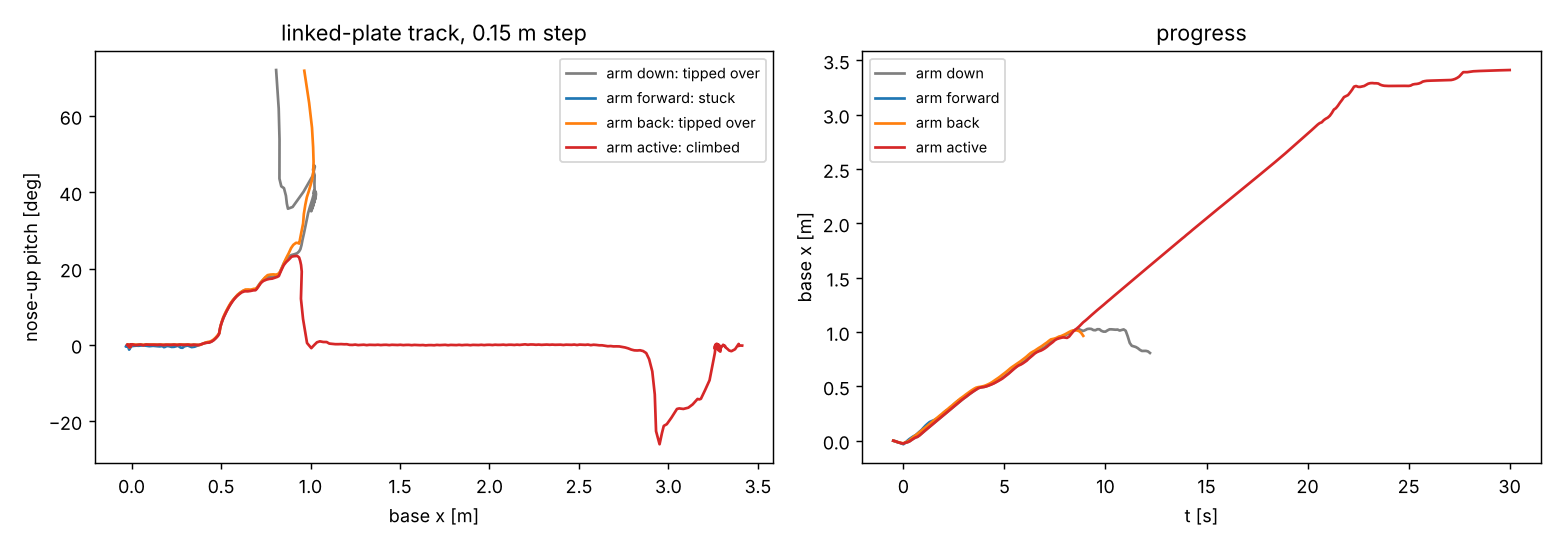 linked-plate track, 0.15 m step
nose-up pitch [deg]
60
40
20
0
−20
arm down: tipped over
arm forward: stuck
arm back: tipped over
arm active: climbed
0.0 0.5 1.0 1.5 2.0 2.5 3.0 3.5
base x [m]
progress
base x [m]
3.5
3.0
2.5
2.0
1.5
1.0
0.5
0.0
arm down
arm forward
arm back
arm active
0 5 10 15 20 25 30
t [s]